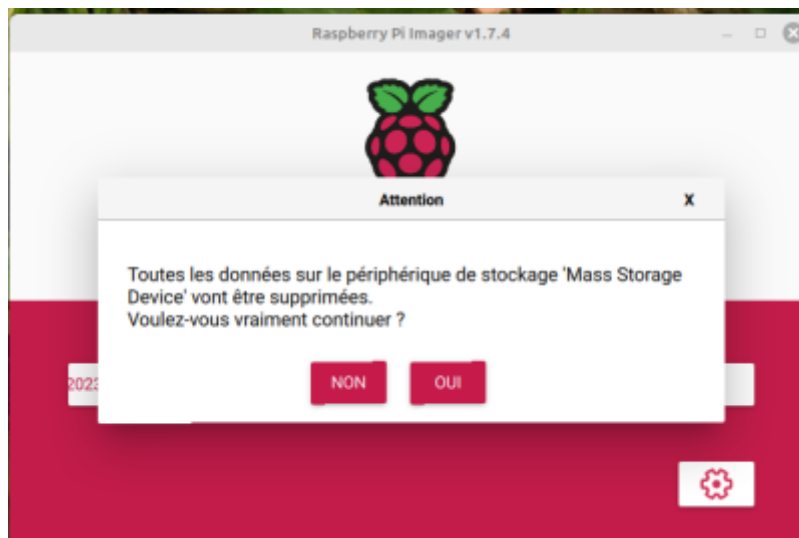 Raspberry Pi Imager v1.7.4
Attention
X
Toutes les données sur le périphérique de stockage 'Mass Storage
Device' vont être supprimées.
Voulez-vous vraiment continuer ?
2023
NON
OUI